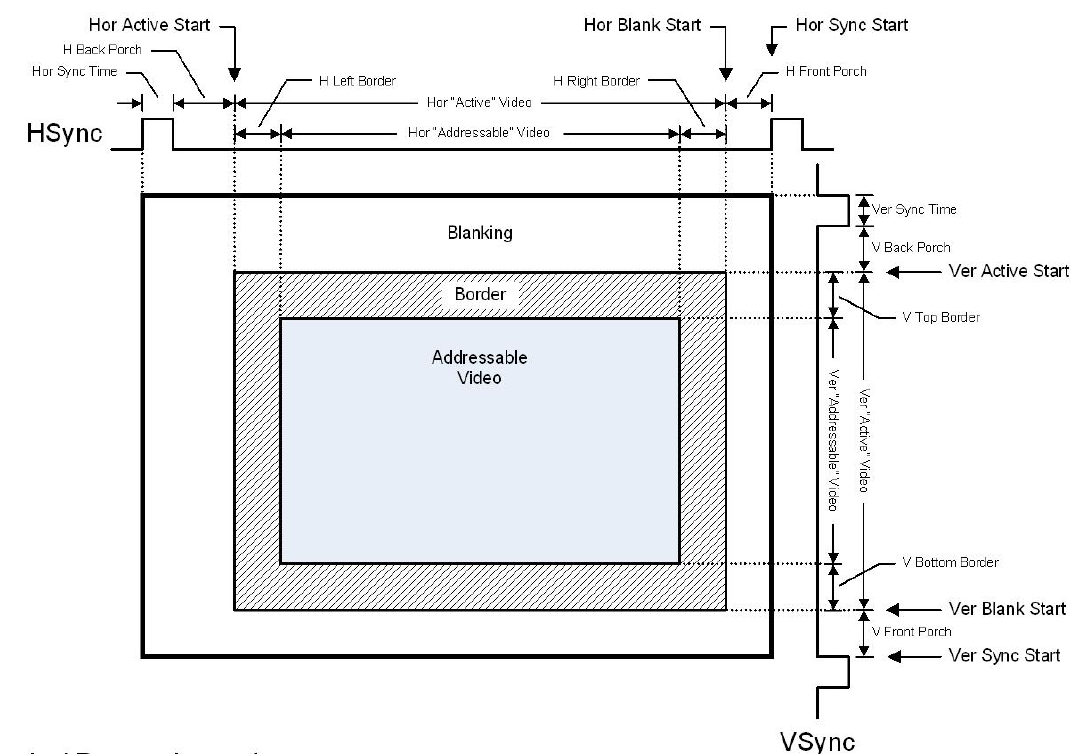 Hor Active Start
Hor Blank Start
Hor Sync Start
H Back Porch
Hor Sync Time
H Left Border
H Right Border
H Front Porch
Hor "Active" Video
HSync
Hor "Addressable" Video
Ver Sync Time
Blanking
V Back Porch
Ver Active Start
Border
V Top Border
Addressable
Video
Ver "Addressable" Video
Ver "Active" Video
V Bottom Border
Ver Blank Start
V Front Porch
Ver Sync Start
VSync